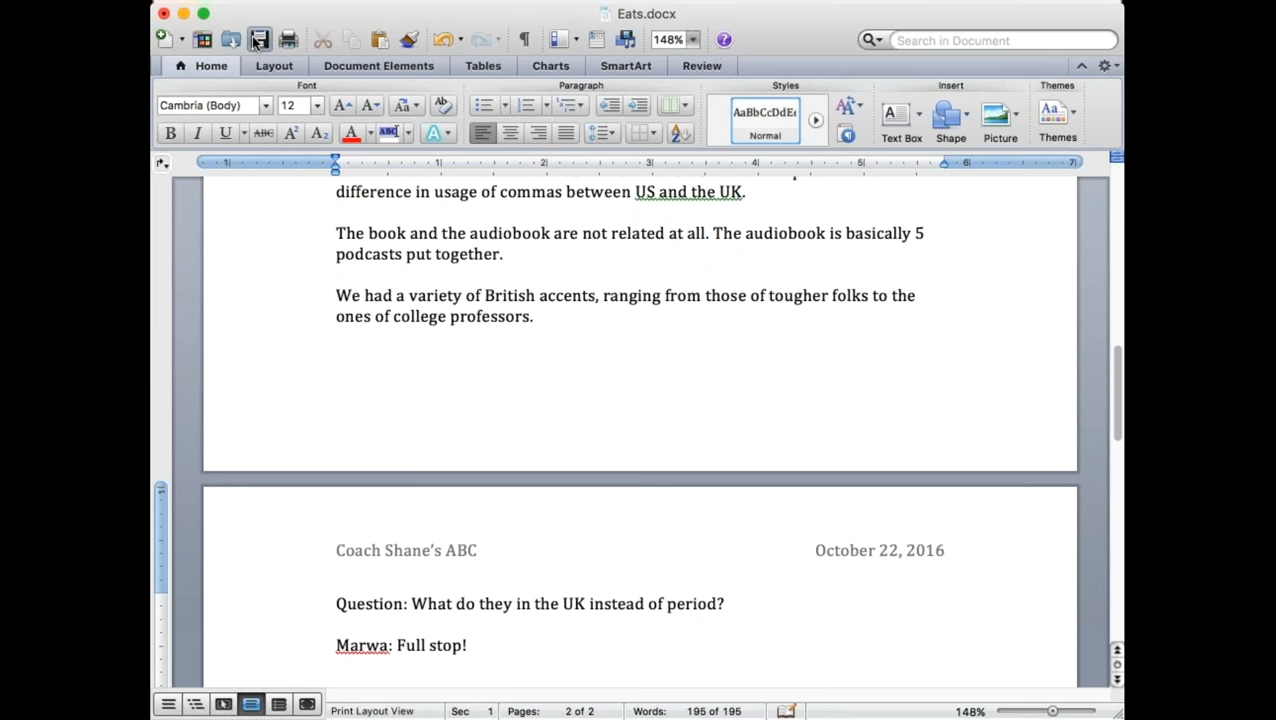 Eats.docx
148%
Search in Document
Home Layout Document Elements Tables Charts SmartArt Review
Font Paragraph Styles Insert Themes
Cambria (Body) 12
AaBbCcDdEe
Normal
Text Box Shape Picture Themes
difference in usage of commas between US and the UK.
The book and the audiobook are not related at all. The audiobook is basically 5
podcasts put together.
We had a variety of British accents, ranging from those of tougher folks to the
ones of college professors.
Coach Shane's ABC October 22, 2016
Question: What do they in the UK instead of period?
Marwa: Full stop!
Print Layout View Sec 1 Pages: 2 of 2 Words: 195 of 195 148%